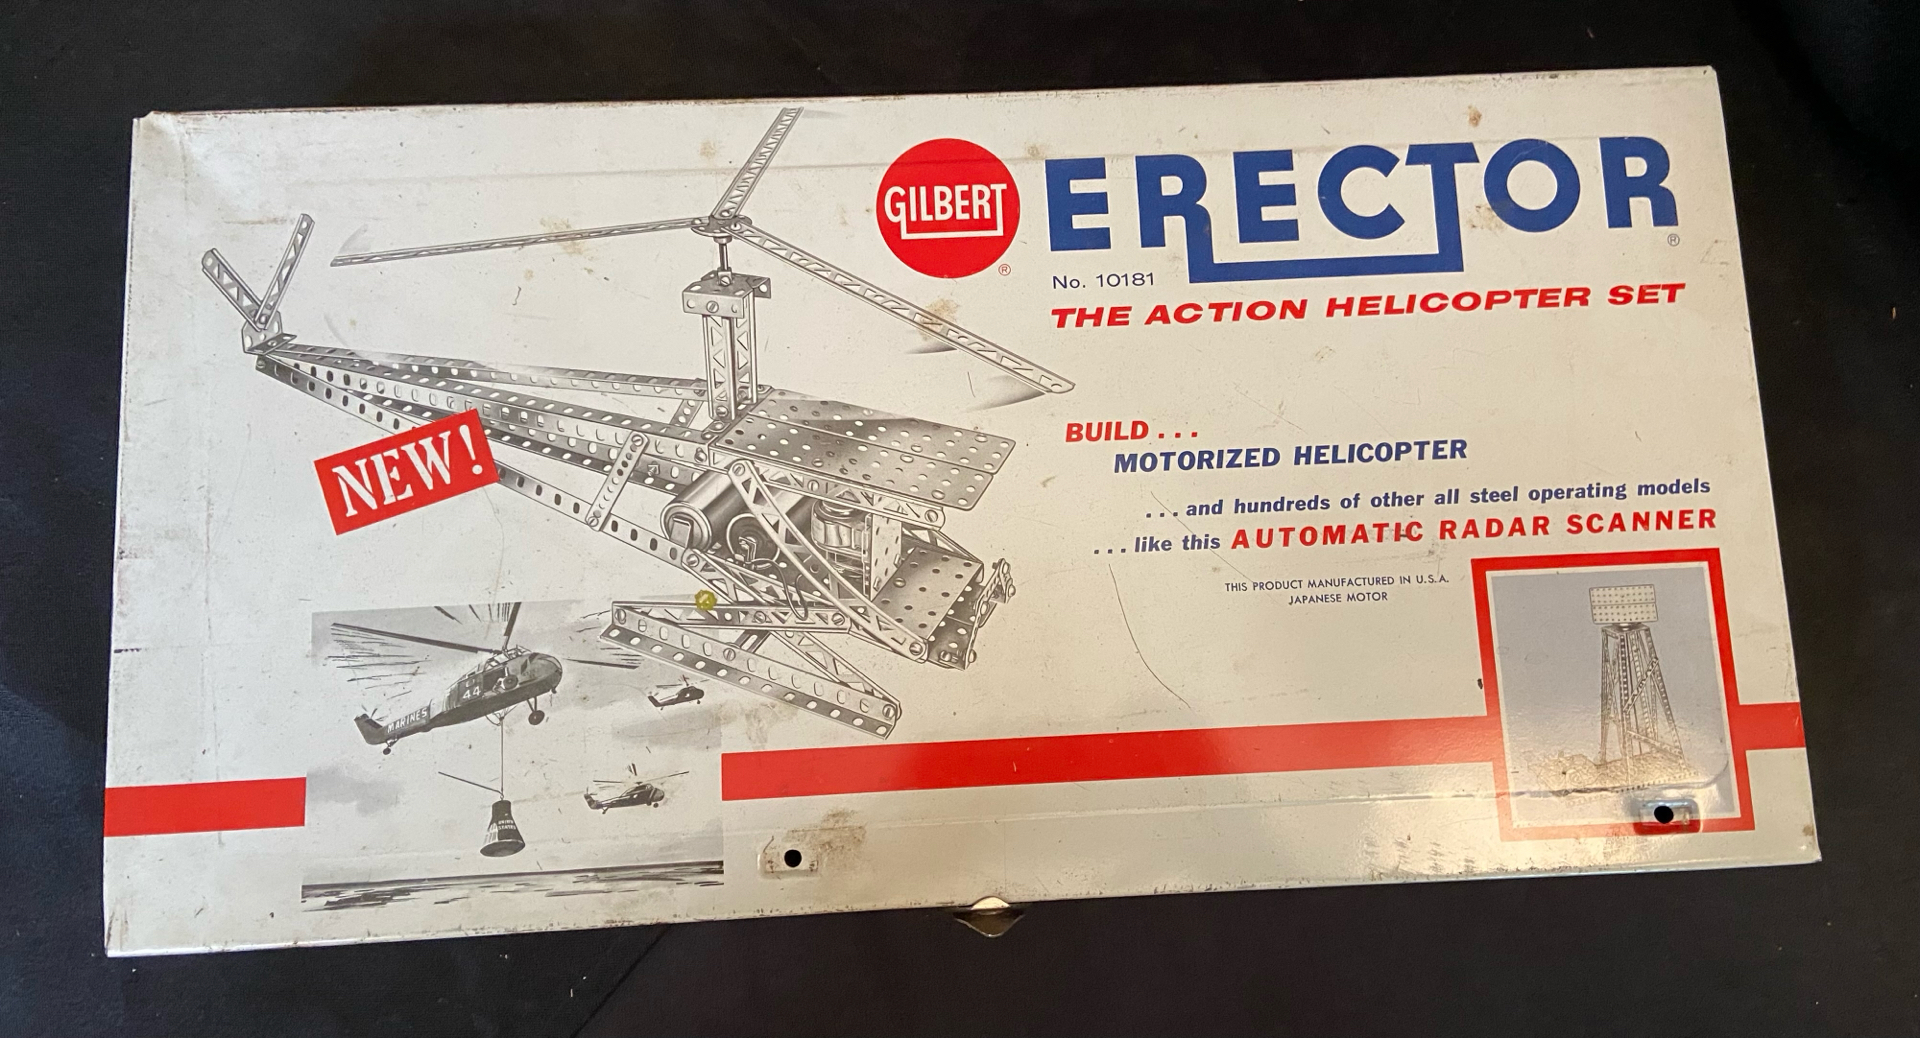 GILBERT
®
ERECTOR
®
No. 10181
THE ACTION HELICOPTER SET
NEW!
BUILD...
MOTORIZED HELICOPTER
...and hundreds of other all steel operating models
...like this AUTOMATIC RADAR SCANNER
THIS PRODUCT MANUFACTURED IN U.S.A.
JAPANESE MOTOR
44
MARINES